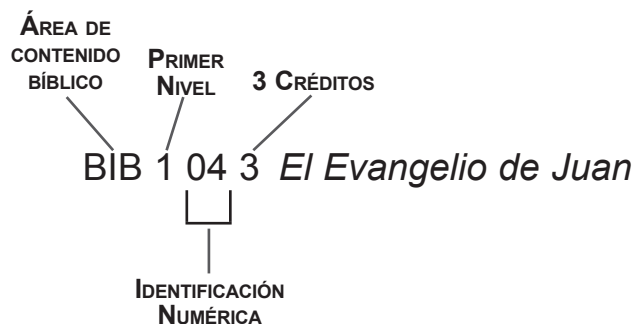 ÁREA DE
CONTENIDO
BÍBLICO
PRIMER
NIVEL
3 CRÉDITOS
BIB 1 04 3 El Evangelio de Juan
IDENTIFICACIÓN
NUMÉRICA